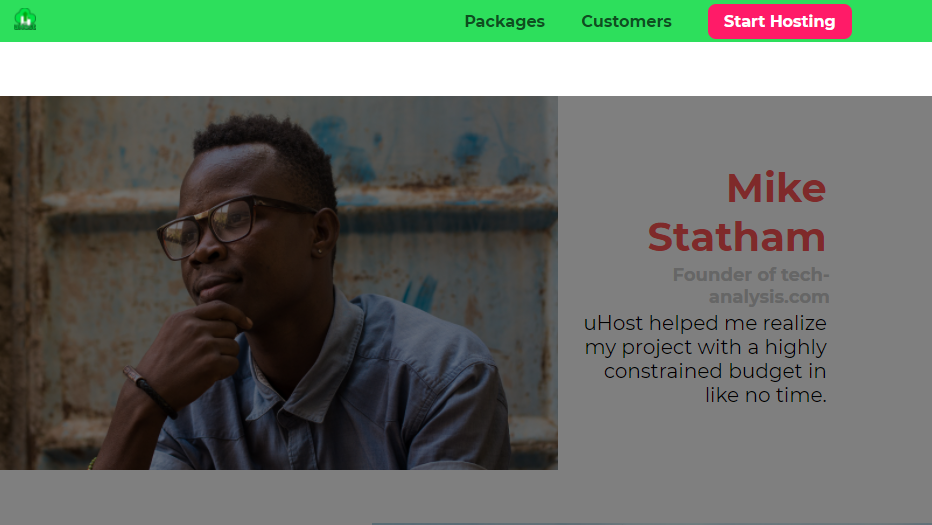 Packages Customers Start Hosting
Mike
Statham
Founder of tech-
analysis.com
uHost helped me realize
my project with a highly
constrained budget in
like no time.